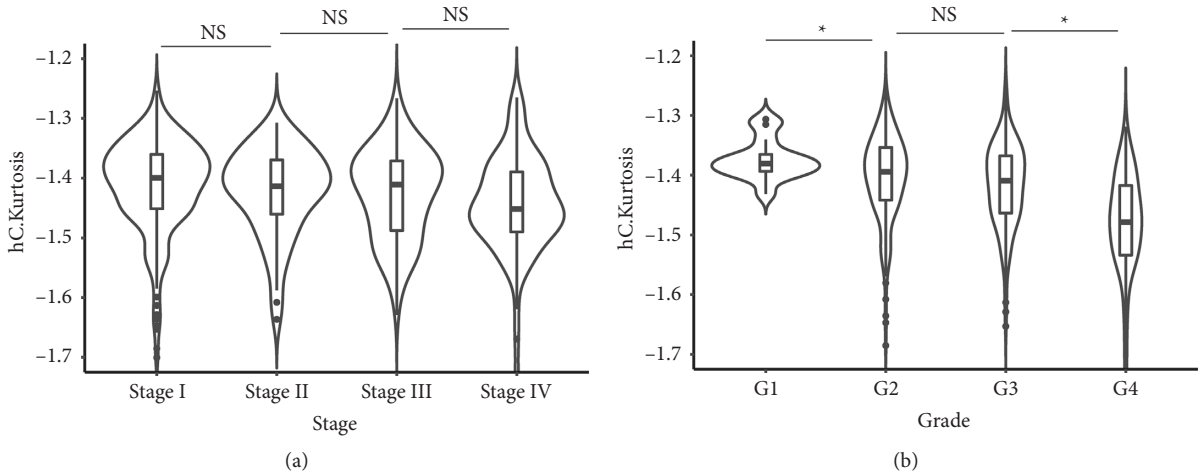 NS
NS
NS
−1.2
−1.3
−1.4
−1.5
−1.6
−1.7
hC.Kurtosis
Stage I
Stage II
Stage III
Stage IV
Stage
(a)
*
NS
*
−1.2
−1.3
−1.4
−1.5
−1.6
−1.7
hC.Kurtosis
G1
G2
G3
G4
Grade
(b)